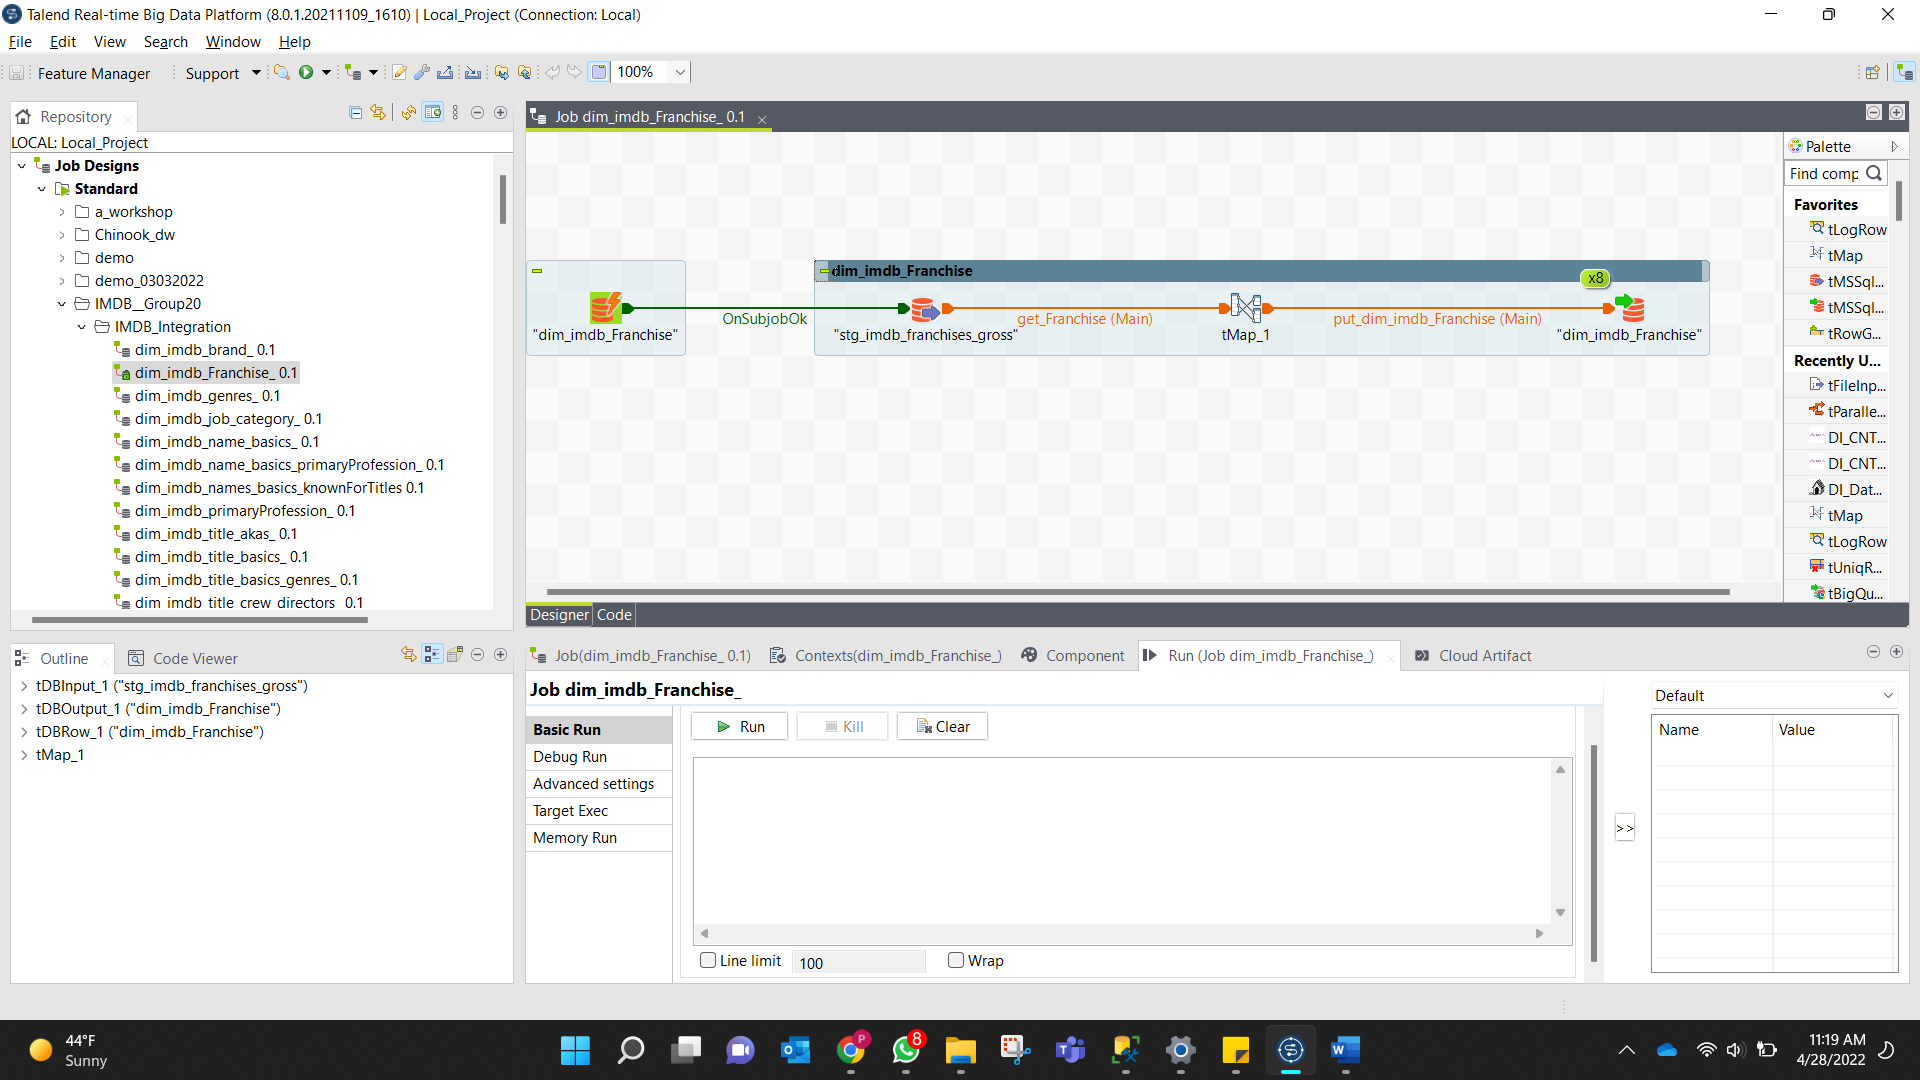 Talend Real-time Big Data Platform (8.0.1.20211109_1610) | Local_Project (Connection: Local)
File Edit View Search Window Help
Feature Manager Support 100%
Repository
LOCAL: Local_Project
Job Designs
Standard
a_workshop
Chinook_dw
demo
demo_03032022
IMDB__Group20
IMDB_Integration
dim_imdb_brand_ 0.1
dim_imdb_Franchise_ 0.1
dim_imdb_genres_ 0.1
dim_imdb_job_category_ 0.1
dim_imdb_name_basics_ 0.1
dim_imdb_name_basics_primaryProfession_ 0.1
dim_imdb_names_basics_knownForTitles 0.1
dim_imdb_primaryProfession_ 0.1
dim_imdb_title_akas_ 0.1
dim_imdb_title_basics_ 0.1
dim_imdb_title_basics_genres_ 0.1
dim_imdb_title_crew_directors_ 0.1
Job dim_imdb_Franchise_ 0.1
dim_imdb_Franchise
x8
OnSubjobOk
get_Franchise (Main)
put_dim_imdb_Franchise (Main)
"dim_imdb_Franchise"
"stg_imdb_franchises_gross"
tMap_1
"dim_imdb_Franchise"
Designer Code
Palette
Find comp
Favorites
tLogRow
tMap
tMSSql...
tMSSql...
tRowG...
Recently U...
tFileInp...
tParalle...
DI_CNT...
DI_CNT...
DI_Dat...
tMap
tLogRow
tUniqR...
tBigQu...
Outline Code Viewer
tDBInput_1 ("stg_imdb_franchises_gross")
tDBOutput_1 ("dim_imdb_Franchise")
tDBRow_1 ("dim_imdb_Franchise")
tMap_1
Job(dim_imdb_Franchise_ 0.1) Contexts(dim_imdb_Franchise_) Component Run (Job dim_imdb_Franchise_) Cloud Artifact
Job dim_imdb_Franchise_
Basic Run
Debug Run
Advanced settings
Target Exec
Memory Run
Run Kill Clear
Line limit 100 Wrap
>>
Default
Name Value
44°F
Sunny
P
8
11:19 AM
4/28/2022